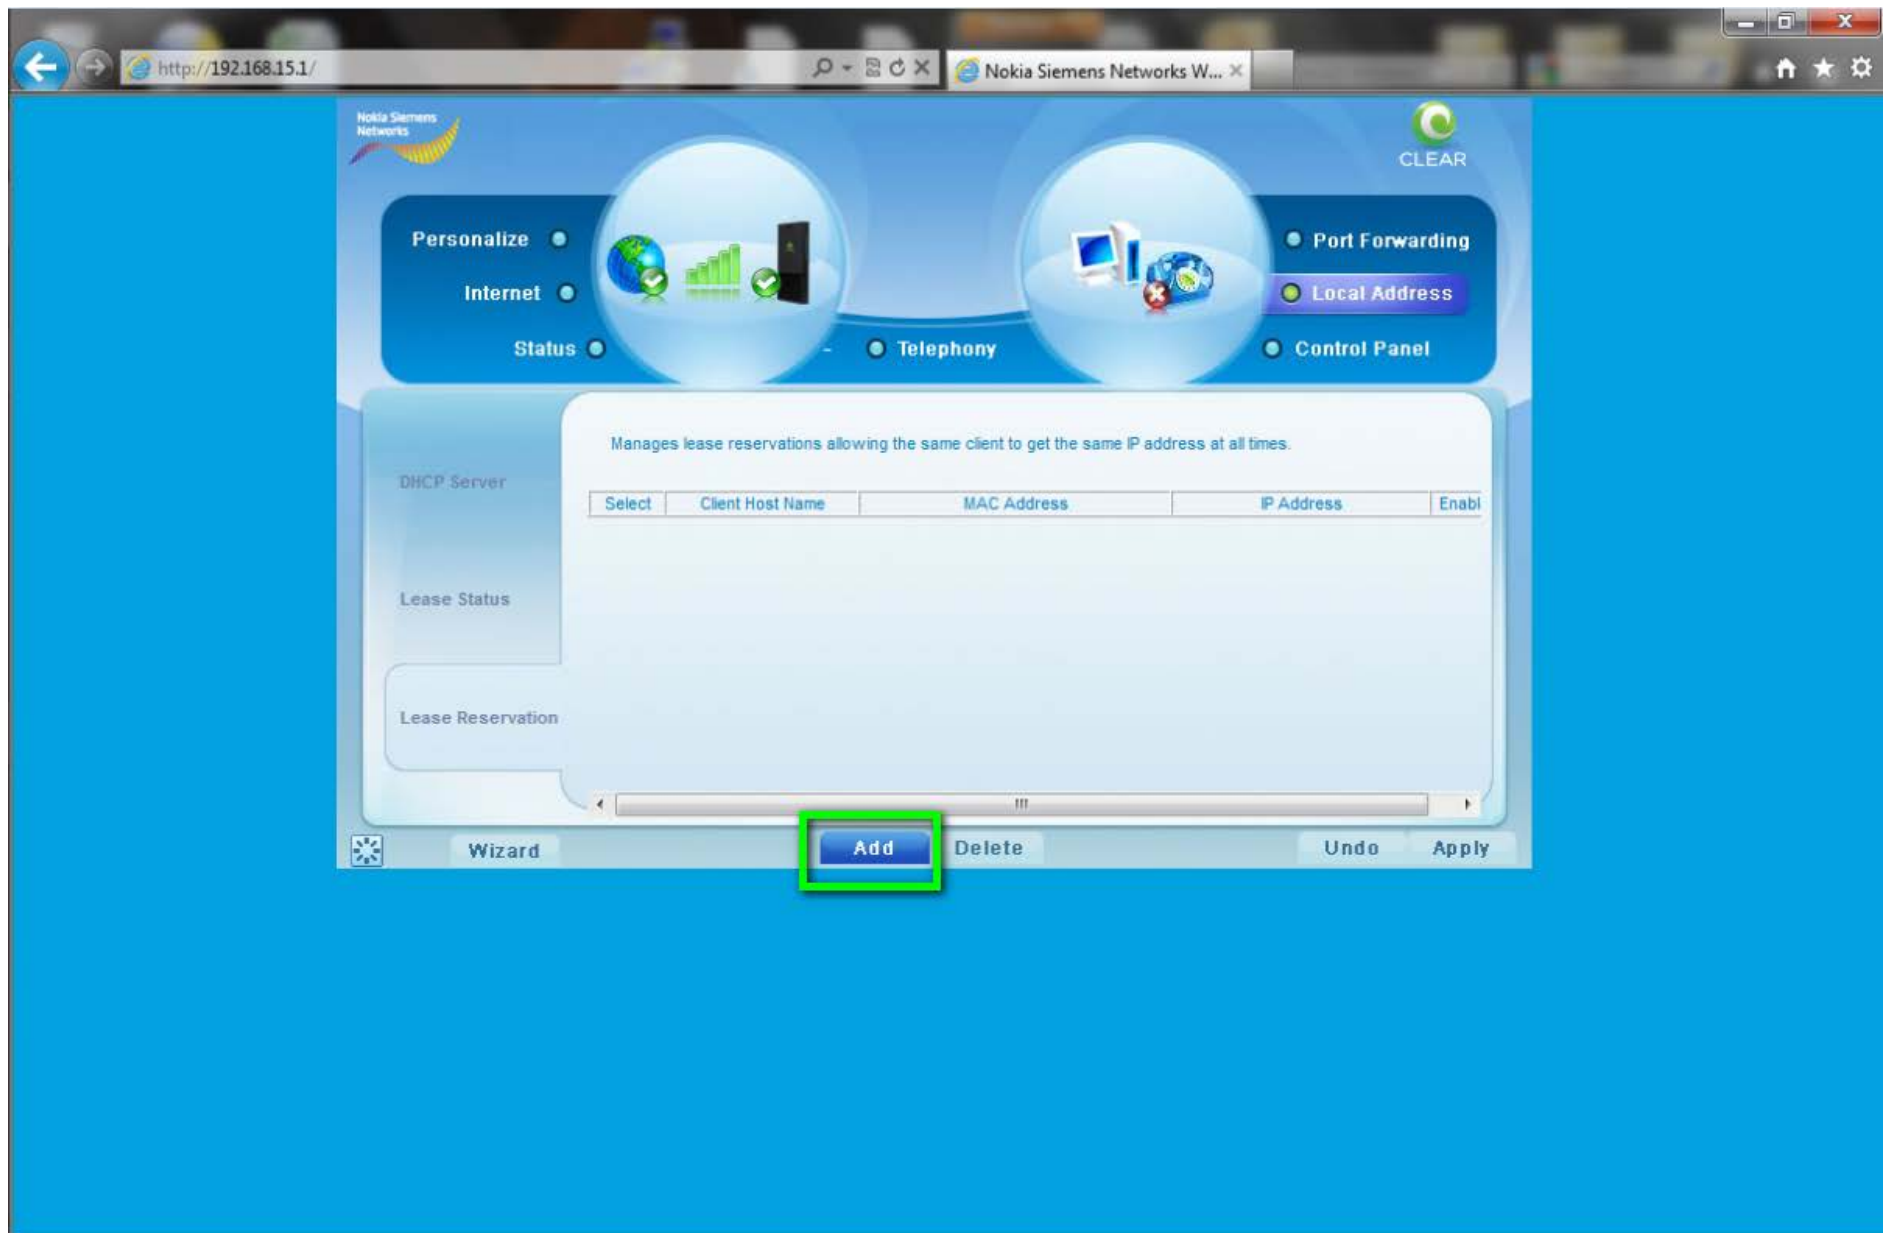 http://192.168.15.1/
Nokia Siemens Networks W...
Nokia Siemens
Networks
CLEAR
Personalize
Port Forwarding
Internet
Local Address
Status
-
Telephony
Control Panel
Manages lease reservations allowing the same client to get the same IP address at all times.
DHCP Server
Select Client Host Name MAC Address IP Address Enabl
Lease Status
Lease Reservation
Wizard Add Delete Undo Apply